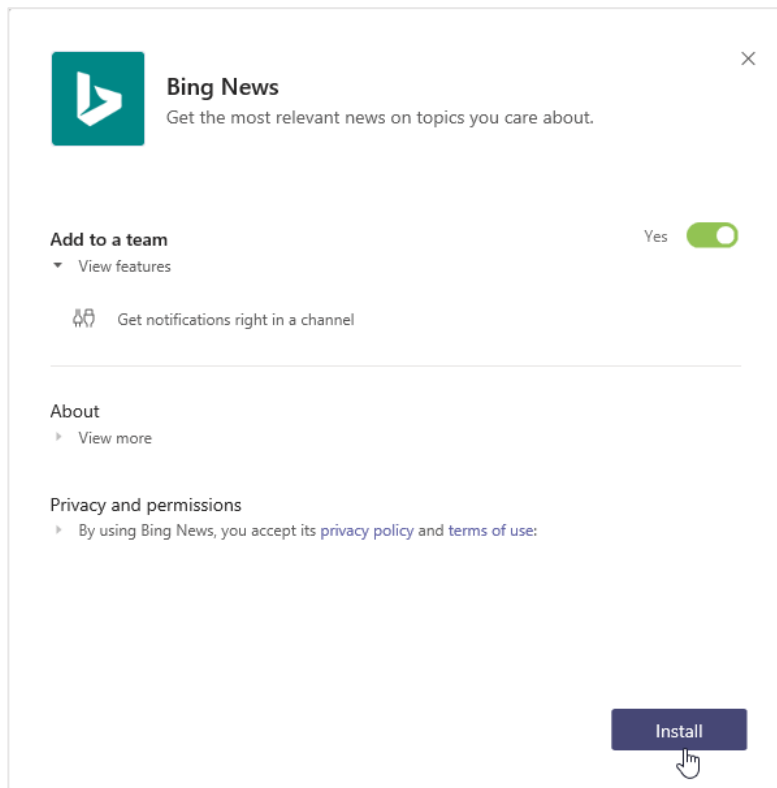 Bing News
Get the most relevant news on topics you care about.
Add to a team
Yes
View features
Get notifications right in a channel
About
View more
Privacy and permissions
By using Bing News, you accept its privacy policy and terms of use:
Install